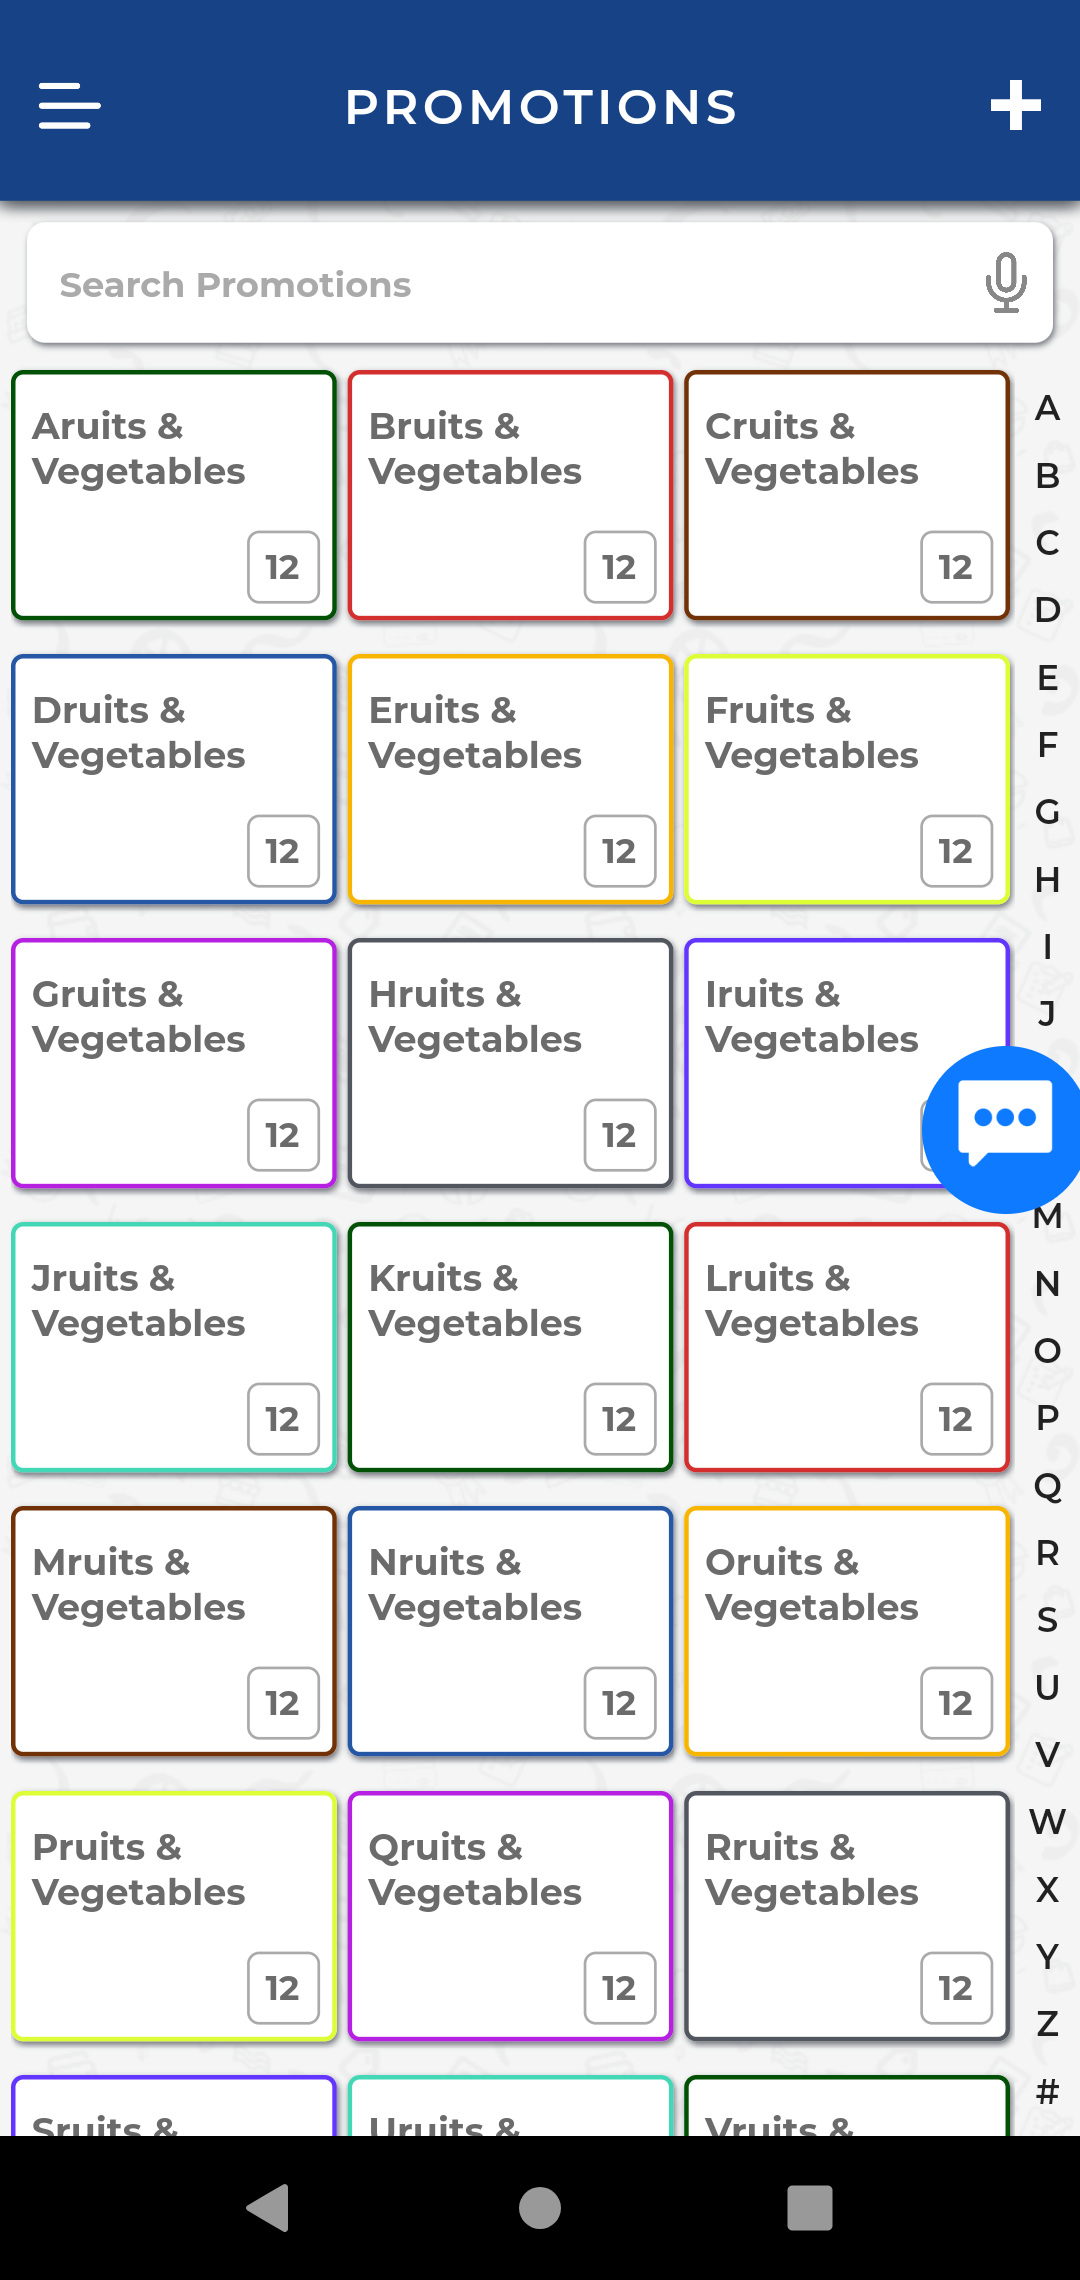 PROMOTIONS
Search Promotions
Aruits &
Vegetables
12
Bruits &
Vegetables
12
Cruits &
Vegetables
12
Druits &
Vegetables
12
Eruits &
Vegetables
12
Fruits &
Vegetables
12
Gruits &
Vegetables
12
Hruits &
Vegetables
12
Iruits &
Vegetables
Jruits &
Vegetables
12
Kruits &
Vegetables
12
Lruits &
Vegetables
12
Mruits &
Vegetables
12
Nruits &
Vegetables
12
Oruits &
Vegetables
12
Pruits &
Vegetables
12
Qruits &
Vegetables
12
Rruits &
Vegetables
12
Sruits &
Uruits &
Vruits &
A
B
C
D
E
F
G
H
I
J
M
N
O
P
Q
R
S
U
V
W
X
Y
Z
#